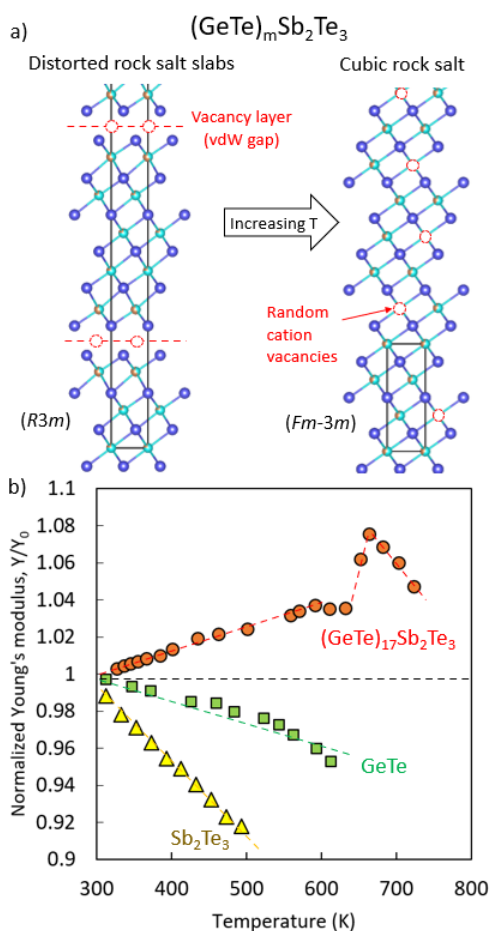 a)
(GeTe)ₘSb₂Te₃
Distorted rock salt slabs
Cubic rock salt
Vacancy layer
(vdW gap)
Increasing T
Random
cation
vacancies
(R3m)
(Fm-3m)
b)
1.1
1.08
1.06
1.04
1.02
1
0.98
0.96
0.94
0.92
0.9
Normalized Young's modulus, Y/Y₀
(GeTe)₁₇Sb₂Te₃
GeTe
Sb₂Te₃
300
400
500
600
700
800
Temperature (K)